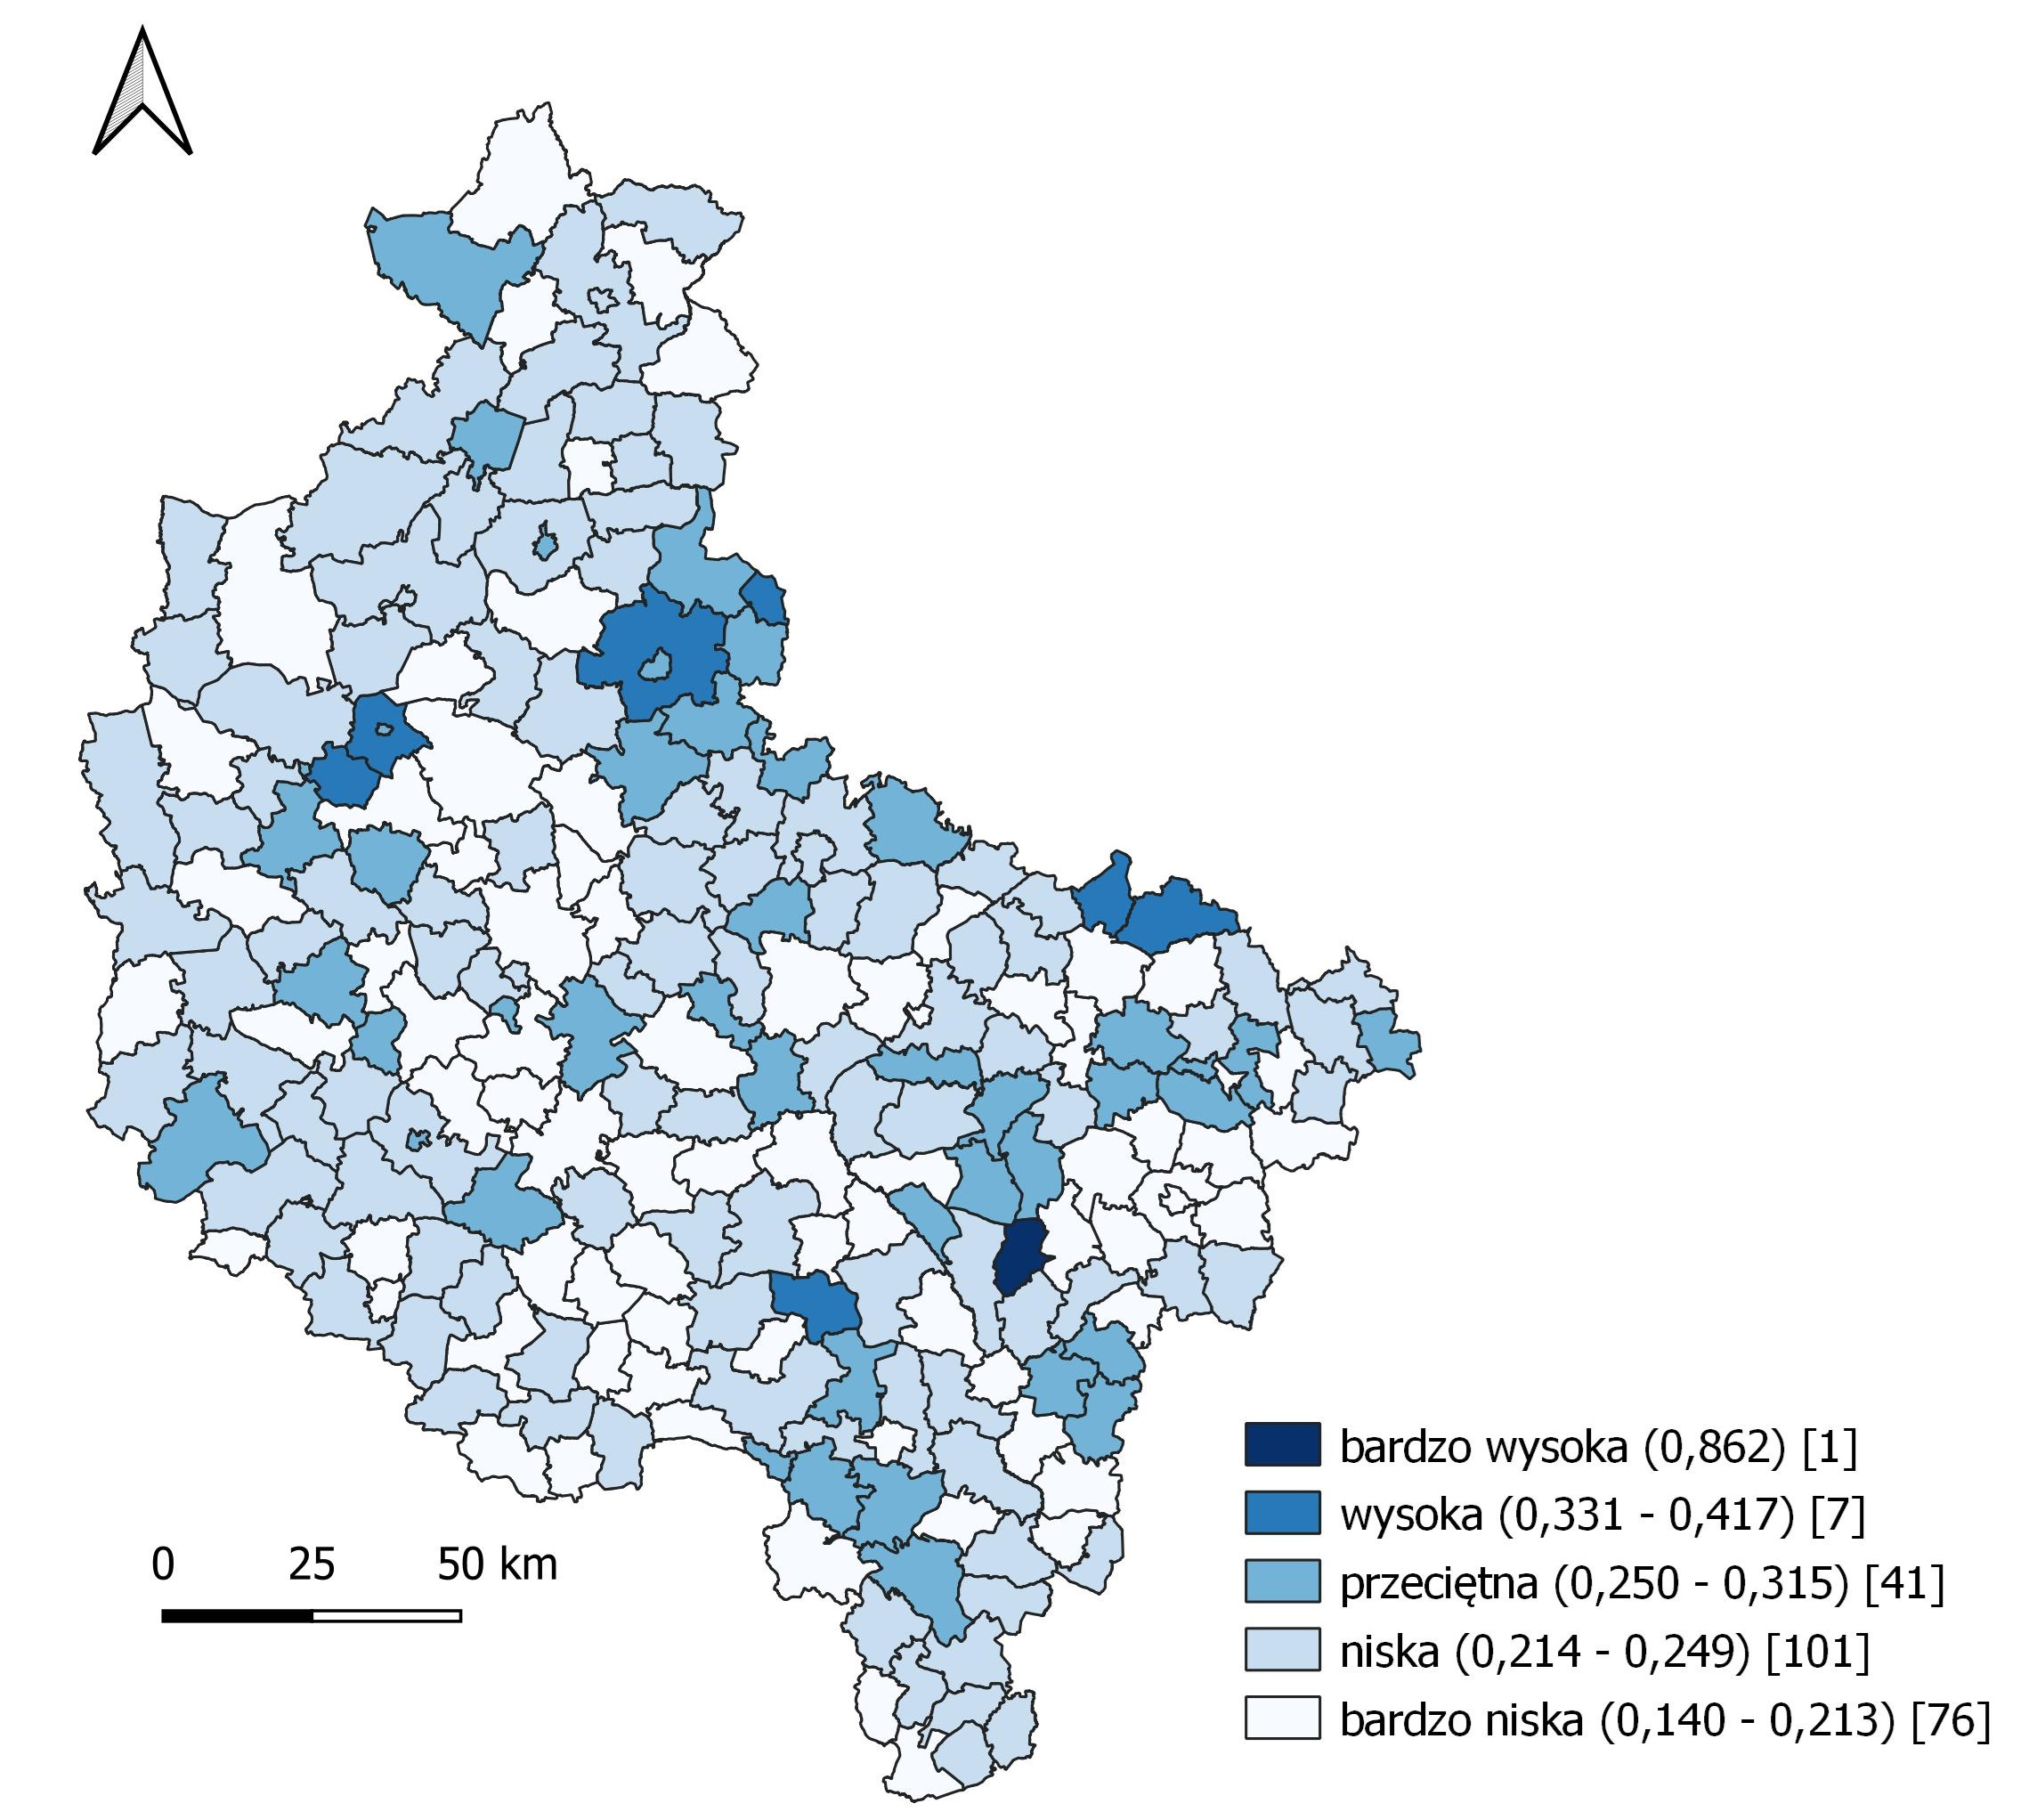 bardzo wysoka (0,862) [1]
wysoka (0,331 - 0,417) [7]
przeciętna (0,250 - 0,315) [41]
niska (0,214 - 0,249) [101]
bardzo niska (0,140 - 0,213) [76]
0 25 50 km